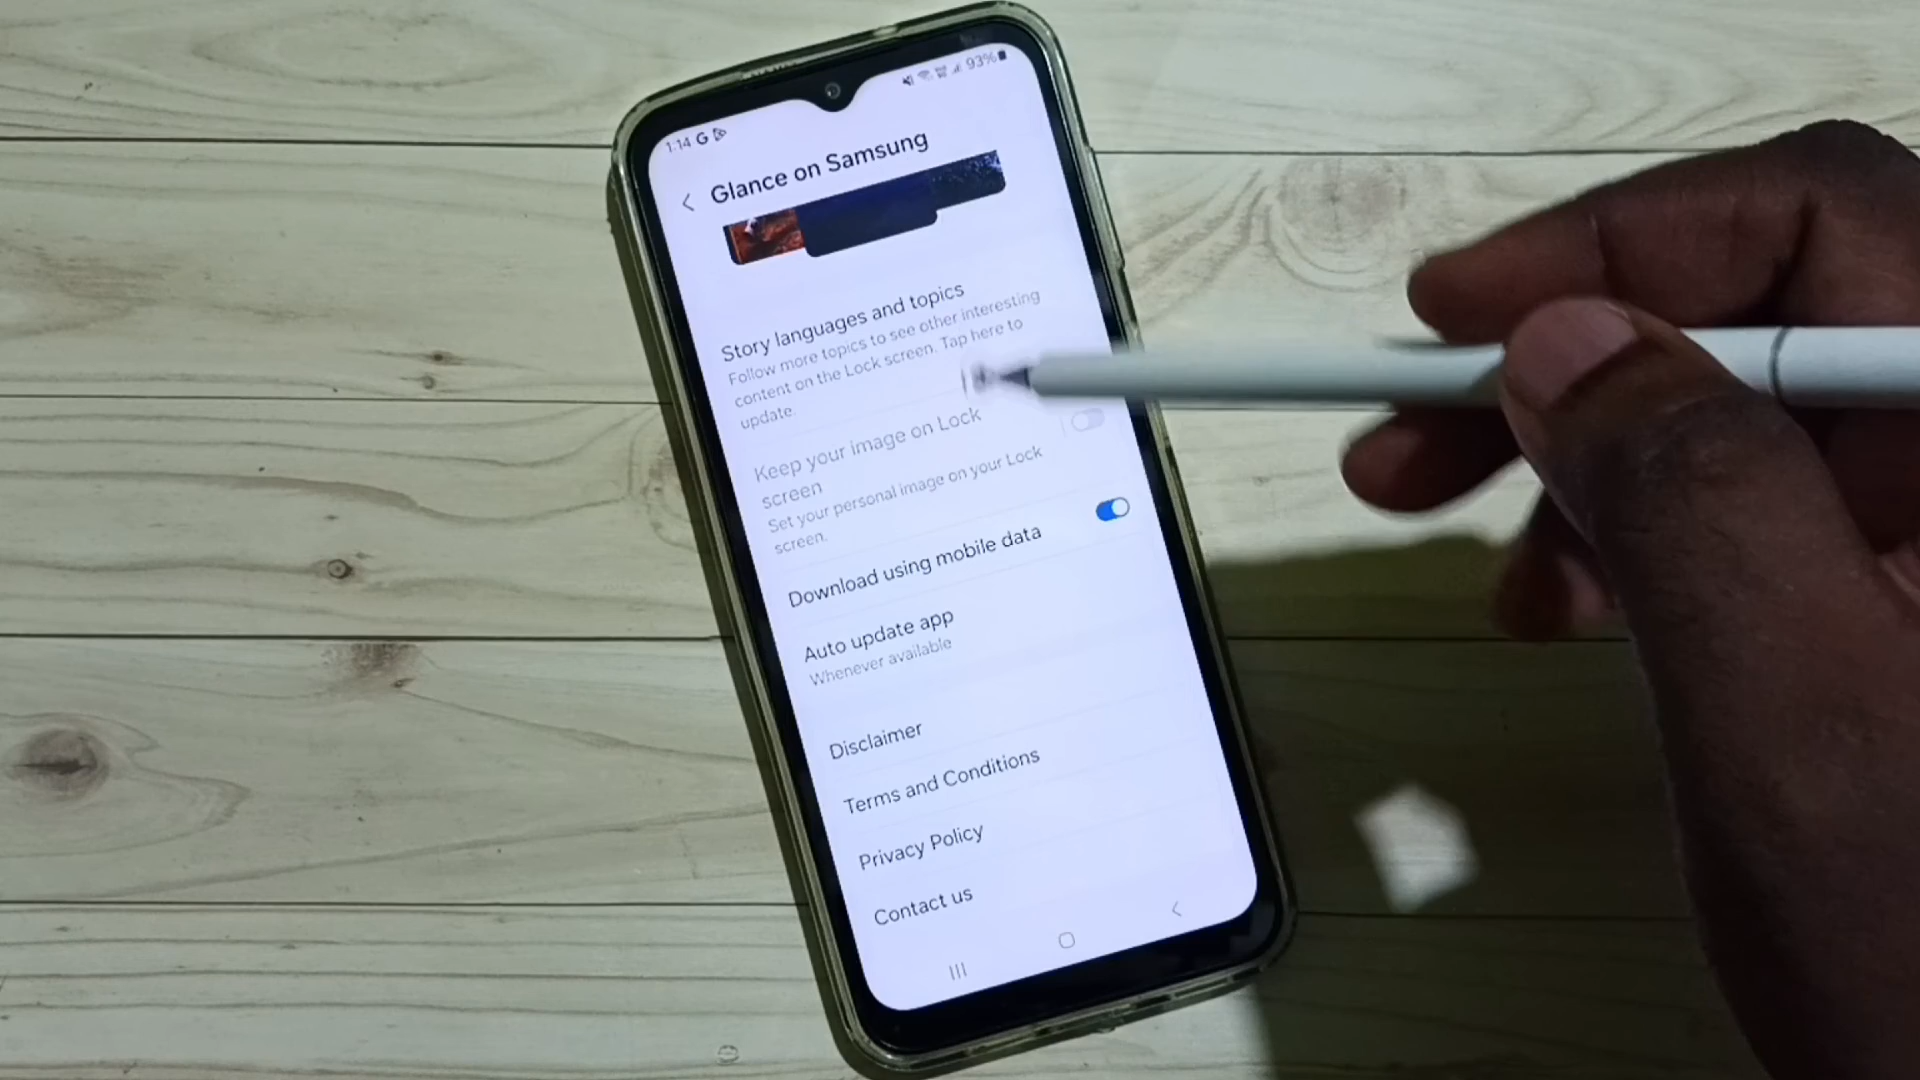 1:14 G
93%
Glance on Samsung
Story languages and topics
Follow more topics to see other interesting
content on the Lock screen. Tap here to
update.
Keep your image on Lock
screen
Set your personal image on your Lock
screen.
Download using mobile data
Auto update app
Whenever available
Disclaimer
Terms and Conditions
Privacy Policy
Contact us